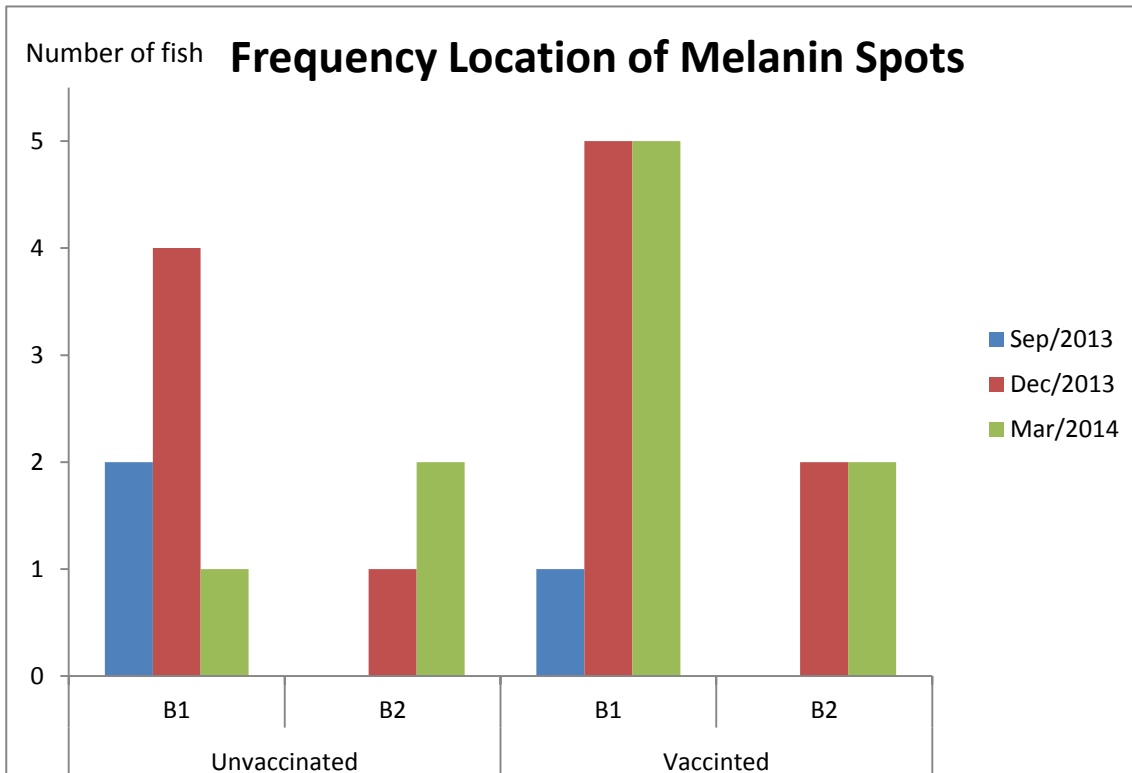 Number of fish
Frequency Location of Melanin Spots
5
4
3
2
1
0
B1 B2 B1 B2
Unvaccinated Vaccinted
Sep/2013
Dec/2013
Mar/2014